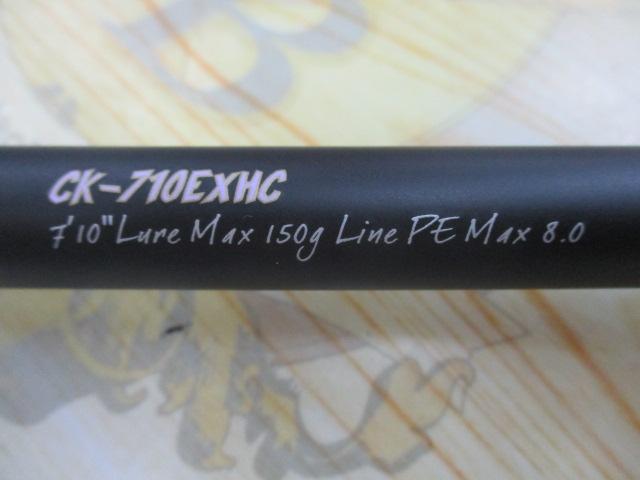 CK-710EXHC
7'10" Lure Max 150g Line PE Max 8.0